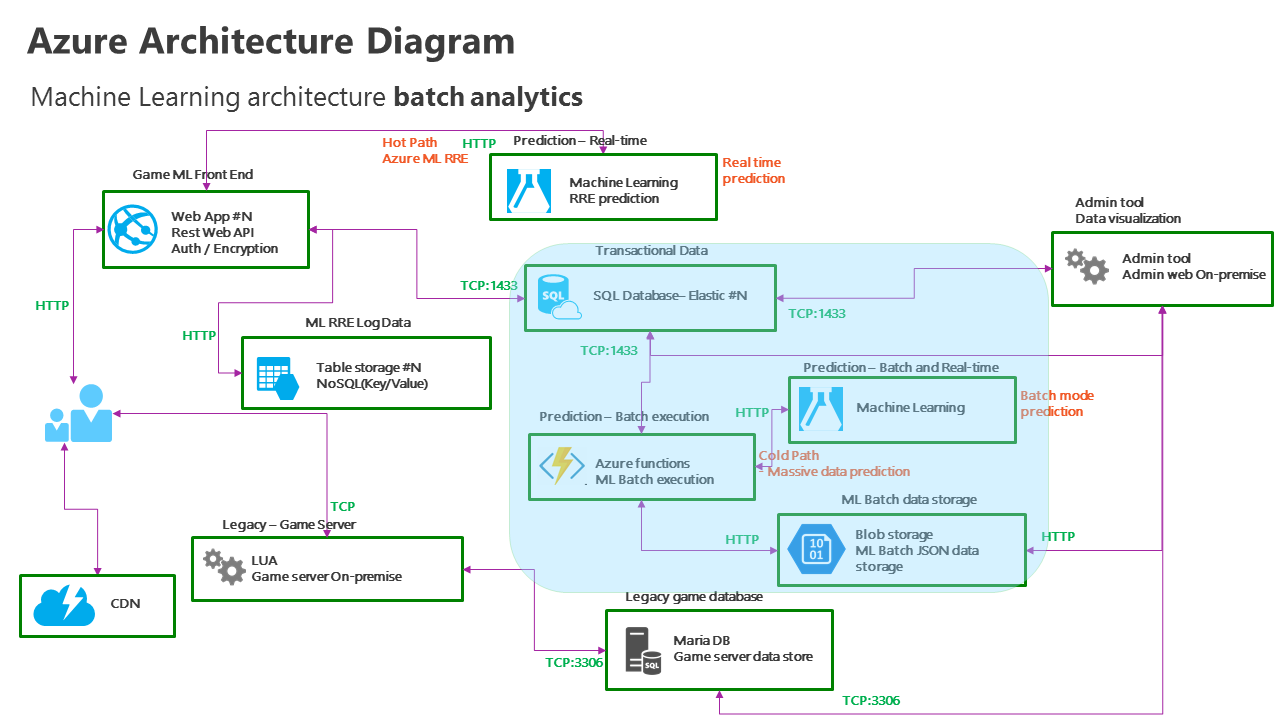 Azure Architecture Diagram
Machine Learning architecture batch analytics
Hot Path
Azure ML RRE
HTTP
Prediction – Real-time
Machine Learning
RRE prediction
Real time
prediction
Game ML Front End
Web App #N
Rest Web API
Auth / Encryption
Admin tool
Data visualization
Admin tool
Admin web On-premise
Transactional Data
SQL
SQL Database– Elastic #N
TCP:1433
TCP:1433
HTTP
HTTP
ML RRE Log Data
Table storage #N
NoSQL(Key/Value)
TCP:1433
Prediction – Batch and Real-time
Machine Learning
Batch mode
prediction
HTTP
Prediction – Batch execution
Azure functions
ML Batch execution
Cold Path
- Massive data prediction
ML Batch data storage
10
01
Blob storage
ML Batch JSON data
storage
HTTP
HTTP
TCP
Legacy – Game Server
LUA
Game server On-premise
CDN
Legacy game database
SQL
Maria DB
Game server data store
TCP:3306
TCP:3306